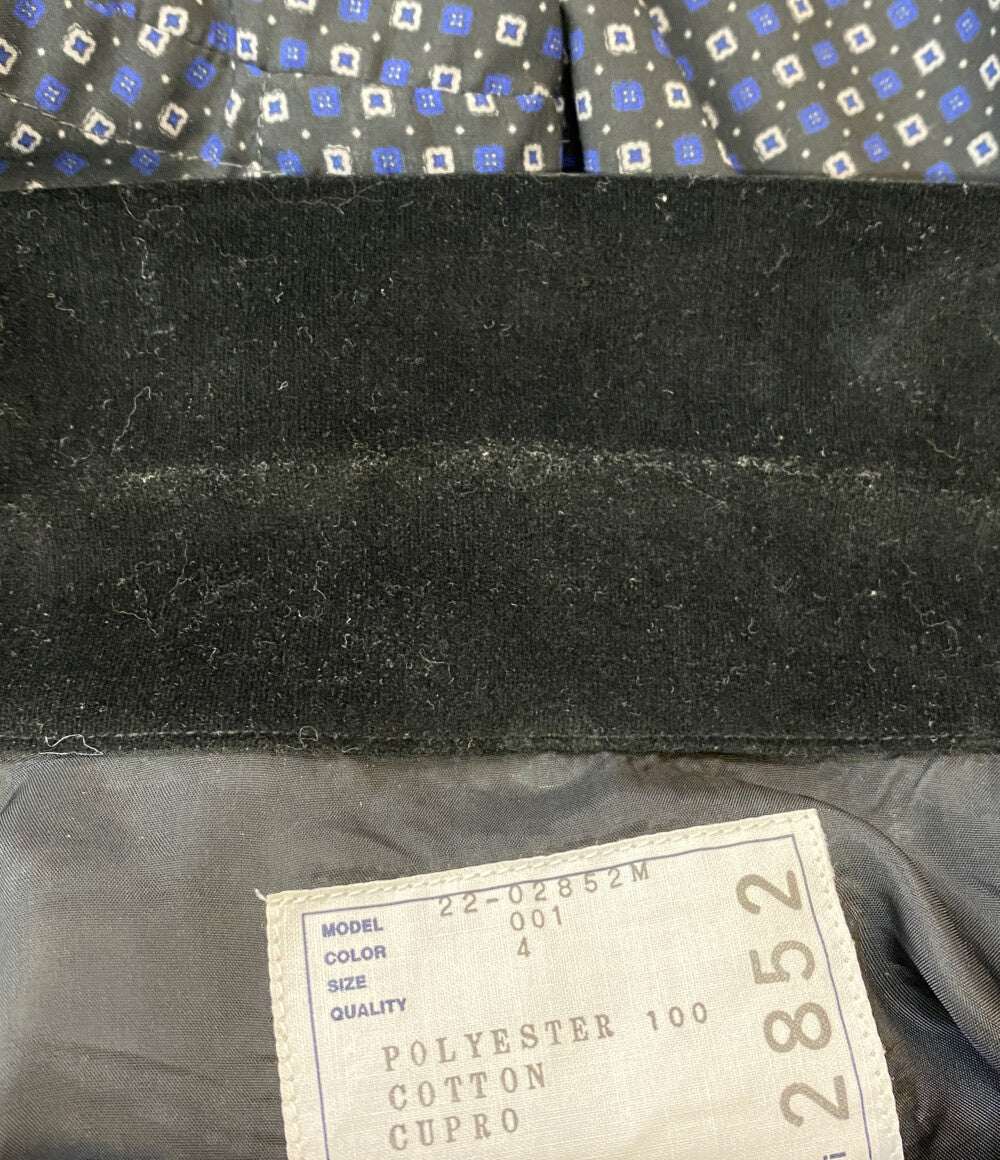 MODEL 22-02852M
COLOR 001
SIZE 4
QUALITY
POLYESTER 100
COTTON
CUPRO
2852